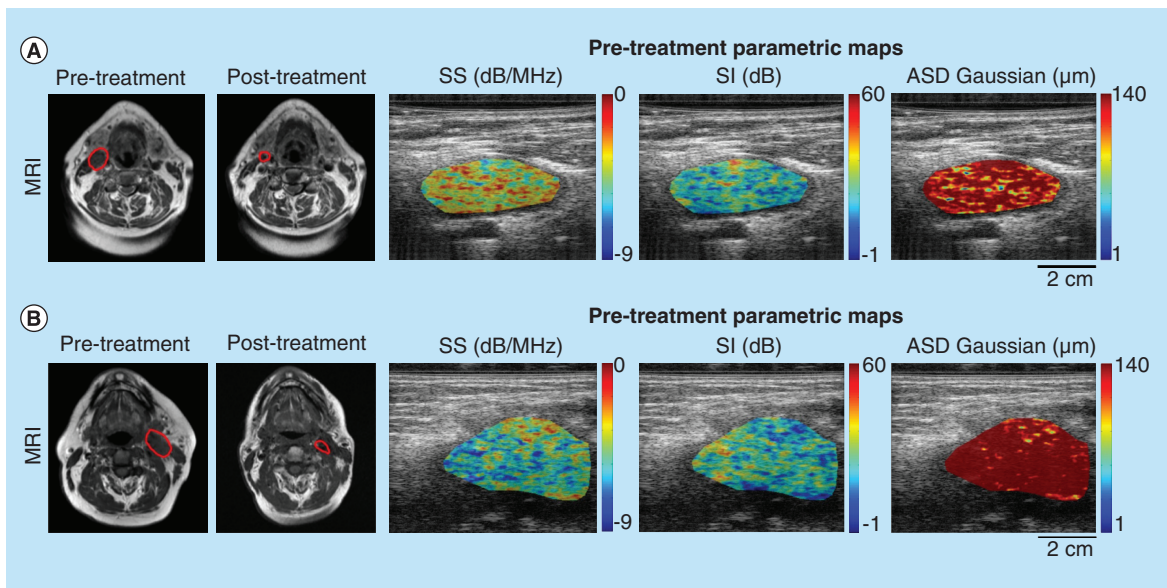 A
Pre-treatment parametric maps
Pre-treatment
Post-treatment
SS (dB/MHz)
SI (dB)
ASD Gaussian (µm)
MRI
0
-9
60
-1
140
1
2 cm
B
Pre-treatment parametric maps
Pre-treatment
Post-treatment
SS (dB/MHz)
SI (dB)
ASD Gaussian (µm)
MRI
0
-9
60
-1
140
1
2 cm